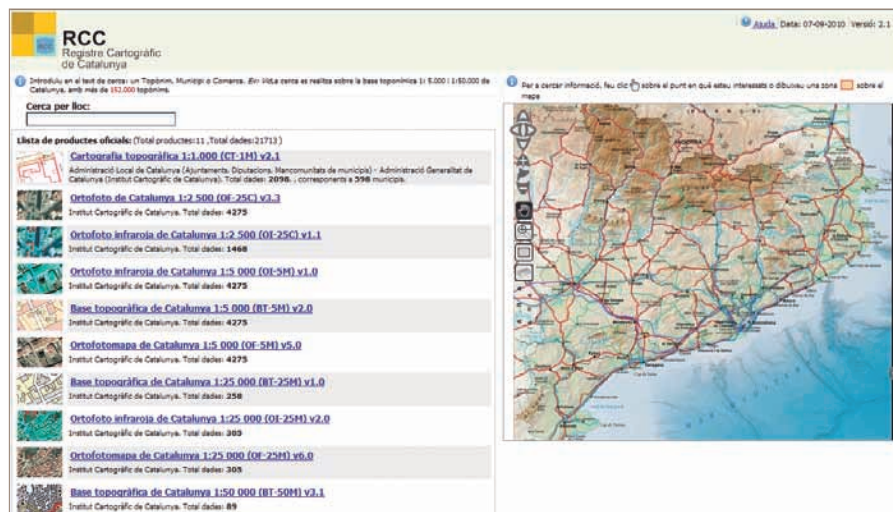 RCC
Registre Cartogràfic
de Catalunya
Ajuda Data: 07-09-2010 Versió: 2.1
Introduïu en el text de cerca: un Topònim, Municipi o Comarca. La cerca es realitza sobre la base toponímica 1: 5.000 i 1:50.000 de
Catalunya, amb més de 152.000 topònims.
Cerca per lloc:
Llista de productes oficials: (Total productes:11 ,Total dades:21713 )
Cartografia topogràfica 1:1.000 (CT-1M) v2.1
Administració Local de Catalunya (Ajuntaments, Diputacions, Mancomunitats de municipis) - Administració Generalitat de
Catalunya (Institut Cartogràfic de Catalunya). Total dades: 2098. , corresponents a 598 municipis.
Ortofoto de Catalunya 1:2 500 (OF-25C) v3.3
Institut Cartogràfic de Catalunya. Total dades: 4275
Ortofoto infraroja de Catalunya 1:2 500 (OI-25C) v1.1
Institut Cartogràfic de Catalunya. Total dades: 1468
Ortofoto infraroja de Catalunya 1:5 000 (OI-5M) v1.0
Institut Cartogràfic de Catalunya. Total dades: 4275
Base topogràfica de Catalunya 1:5 000 (BT-5M) v2.0
Institut Cartogràfic de Catalunya. Total dades: 4275
Ortofotomapa de Catalunya 1:5 000 (OF-5M) v5.0
Institut Cartogràfic de Catalunya. Total dades: 4275
Base topogràfica de Catalunya 1:25 000 (BT-25M) v1.0
Institut Cartogràfic de Catalunya. Total dades: 258
Ortofoto infraroja de Catalunya 1:25 000 (OI-25M) v2.0
Institut Cartogràfic de Catalunya. Total dades: 305
Ortofotomapa de Catalunya 1:25 000 (OF-25M) v6.0
Institut Cartogràfic de Catalunya. Total dades: 305
Base topogràfica de Catalunya 1:50 000 (BT-50M) v3.1
Institut Cartogràfic de Catalunya. Total dades: 89
Per a cercar informació, feu clic sobre el punt en què esteu interessats o dibuixeu una zona sobre el
mapa